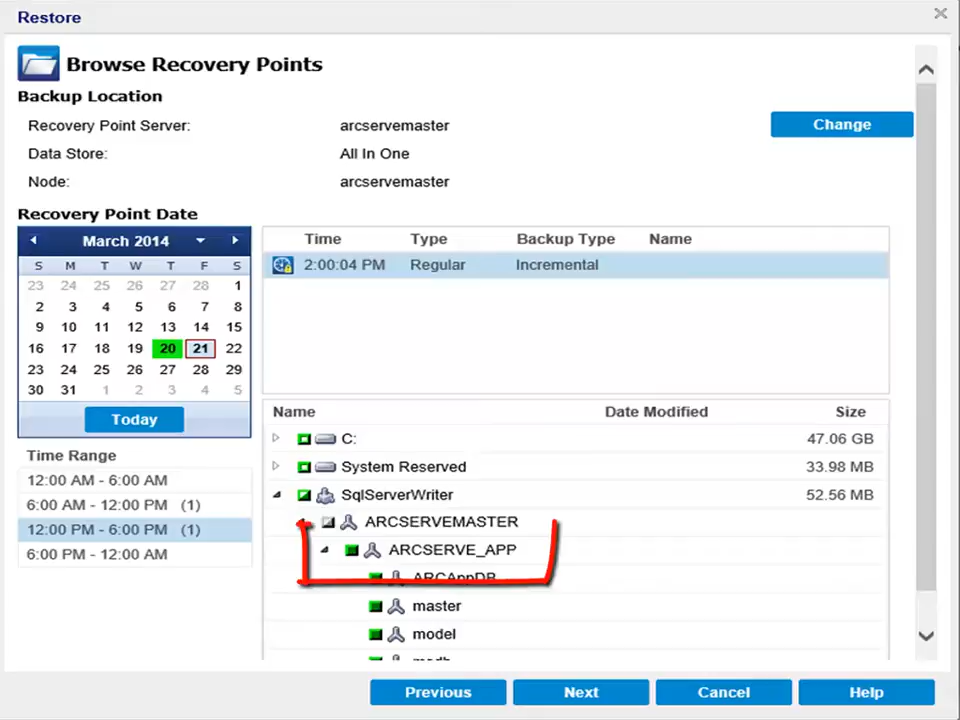 Restore
Browse Recovery Points
Backup Location
Recovery Point Server: arcservemaster Change
Data Store: All In One
Node: arcservemaster
Recovery Point Date
March 2014
S M T W T F S
23 24 25 26 27 28 1
2 3 4 5 6 7 8
9 10 11 12 13 14 15
16 17 18 19 20 21 22
23 24 25 26 27 28 29
30 31 1 2 3 4 5
Today
Time Range
12:00 AM - 6:00 AM
6:00 AM - 12:00 PM (1)
12:00 PM - 6:00 PM (1)
6:00 PM - 12:00 AM
Time Type Backup Type Name
2:00:04 PM Regular Incremental
Name Date Modified Size
C: 47.06 GB
System Reserved 33.98 MB
SqlServerWriter 52.56 MB
ARCSERVEMASTER
ARCSERVE_APP
ARCAppDB
master
model
Previous Next Cancel Help